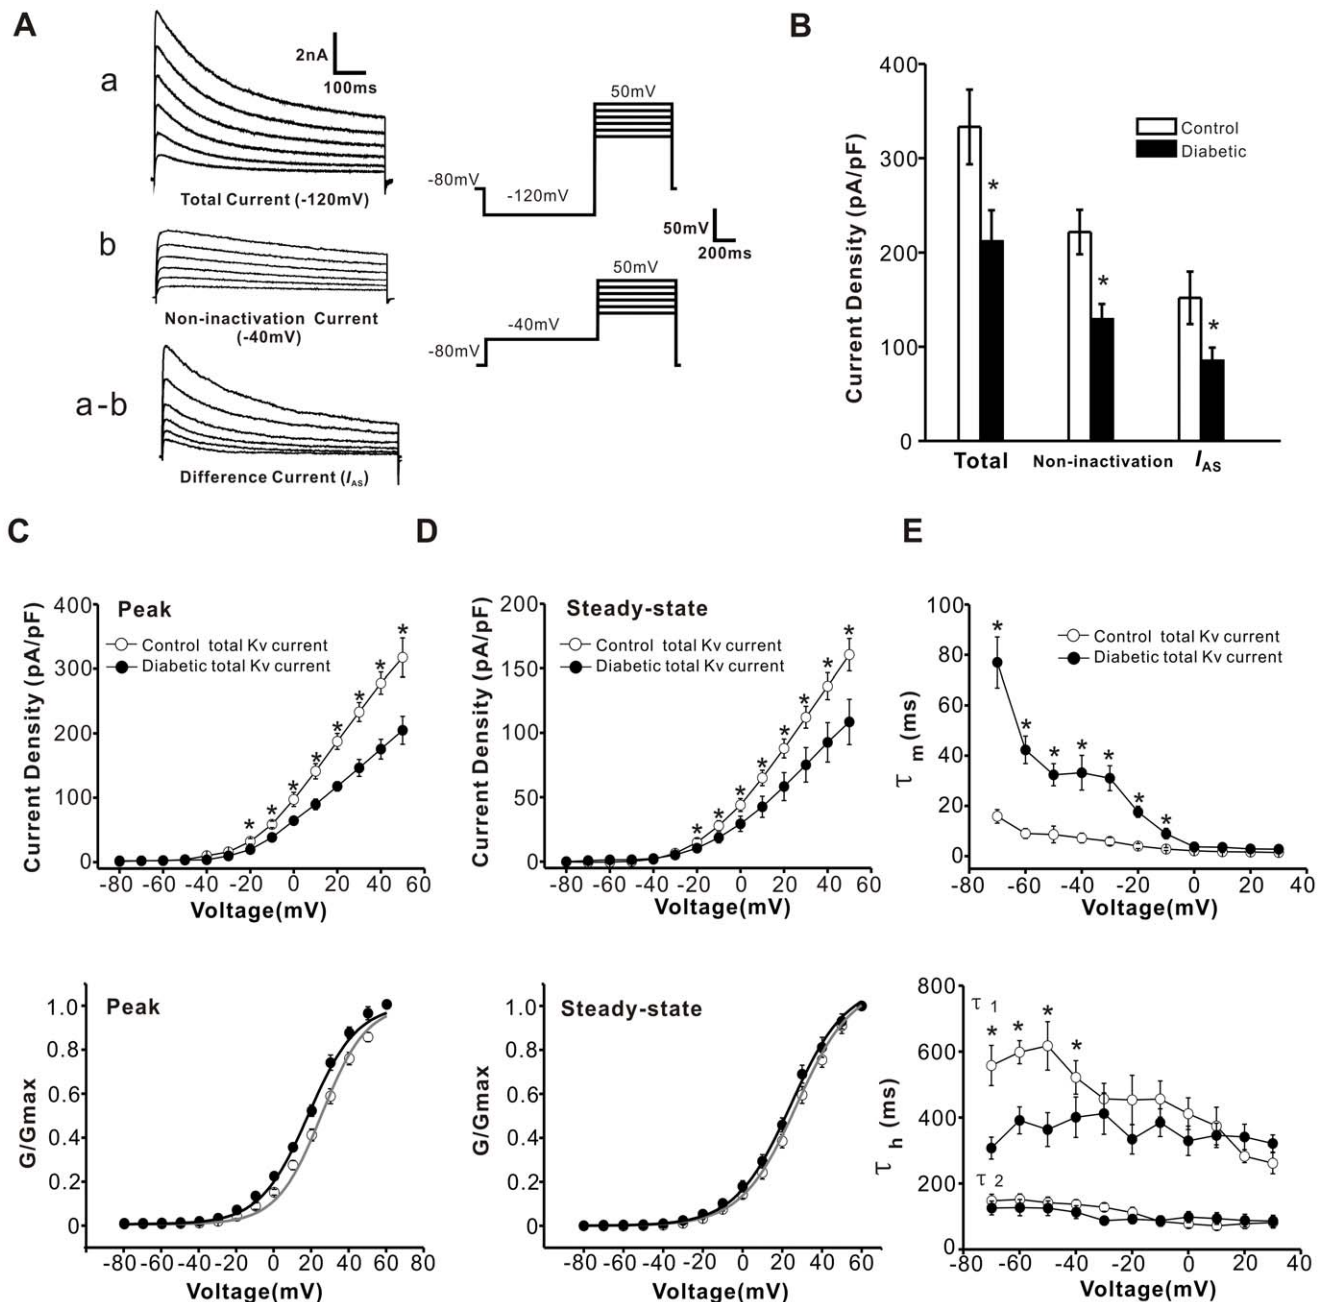 A
a
2nA
100ms
Total Current (-120mV)
b
Non-inactivation Current
(-40mV)
a-b
Difference Current (IAS)
50mV
-80mV
-120mV
50mV
200ms
50mV
-40mV
-80mV
B
Current Density (pA/pF)
400
300
200
100
0
Control
Diabetic
*
*
*
Total
Non-inactivation
IAS
C
Current Density (pA/pF)
400
300
200
100
0
Peak
Control total Kv current
Diabetic total Kv current
* * * * * * * *
-80 -60 -40 -20 0 20 40 60
Voltage(mV)
G/Gmax
1.0
0.8
0.6
0.4
0.2
0
Peak
-80 -60 -40 -20 0 20 40 60 80
Voltage(mV)
D
Current Density (pA/pF)
200
150
100
50
0
Steady-state
Control total Kv current
Diabetic total Kv current
* * * * * * * *
-80 -60 -40 -20 0 20 40 60
Voltage(mV)
G/Gmax
1.0
0.8
0.6
0.4
0.2
0
Steady-state
-80 -60 -40 -20 0 20 40 60
Voltage(mV)
E
τ m (ms)
100
80
60
40
20
0
Control total Kv current
Diabetic total Kv current
* * * * * * *
-80 -60 -40 -20 0 20 40
Voltage(mV)
τ h (ms)
800
600
400
200
0
τ 1
* * * *
τ 2
-80 -60 -40 -20 0 20 40
Voltage(mV)